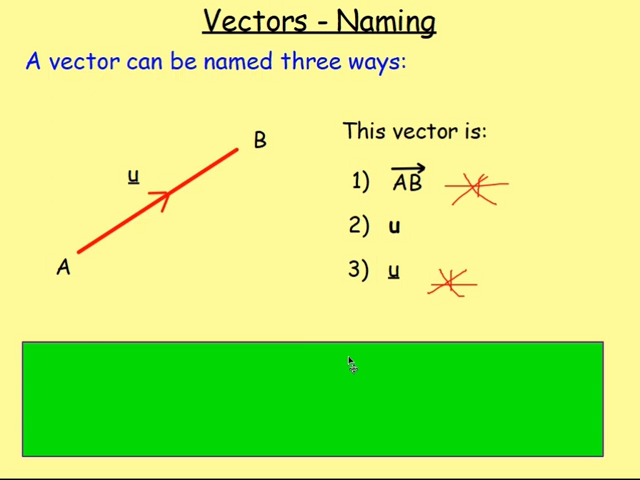 Vectors - Naming
A vector can be named three ways:
This vector is:
B
u
1) AB
2) u
A
3) u